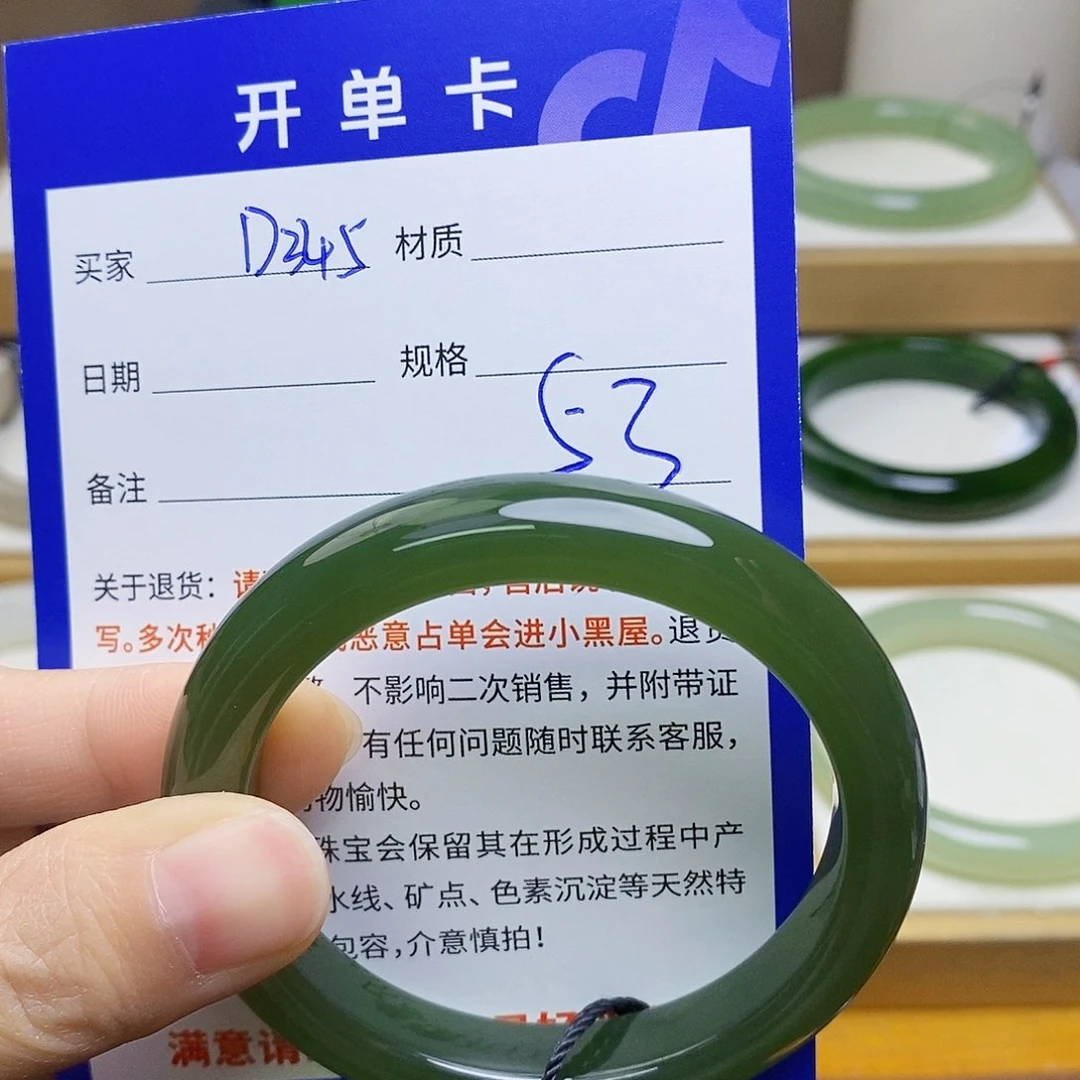 开单卡
买家 D345 材质
日期 规格 53
备注
关于退货：请
写。多次 恶意占单会进小黑屋。退货
不影响二次销售，并附带证
有任何问题随时联系客服，
物愉快。
珠宝会保留其在形成过程中产
水线、矿点、色素沉淀等天然特
包容，介意慎拍！
满意请